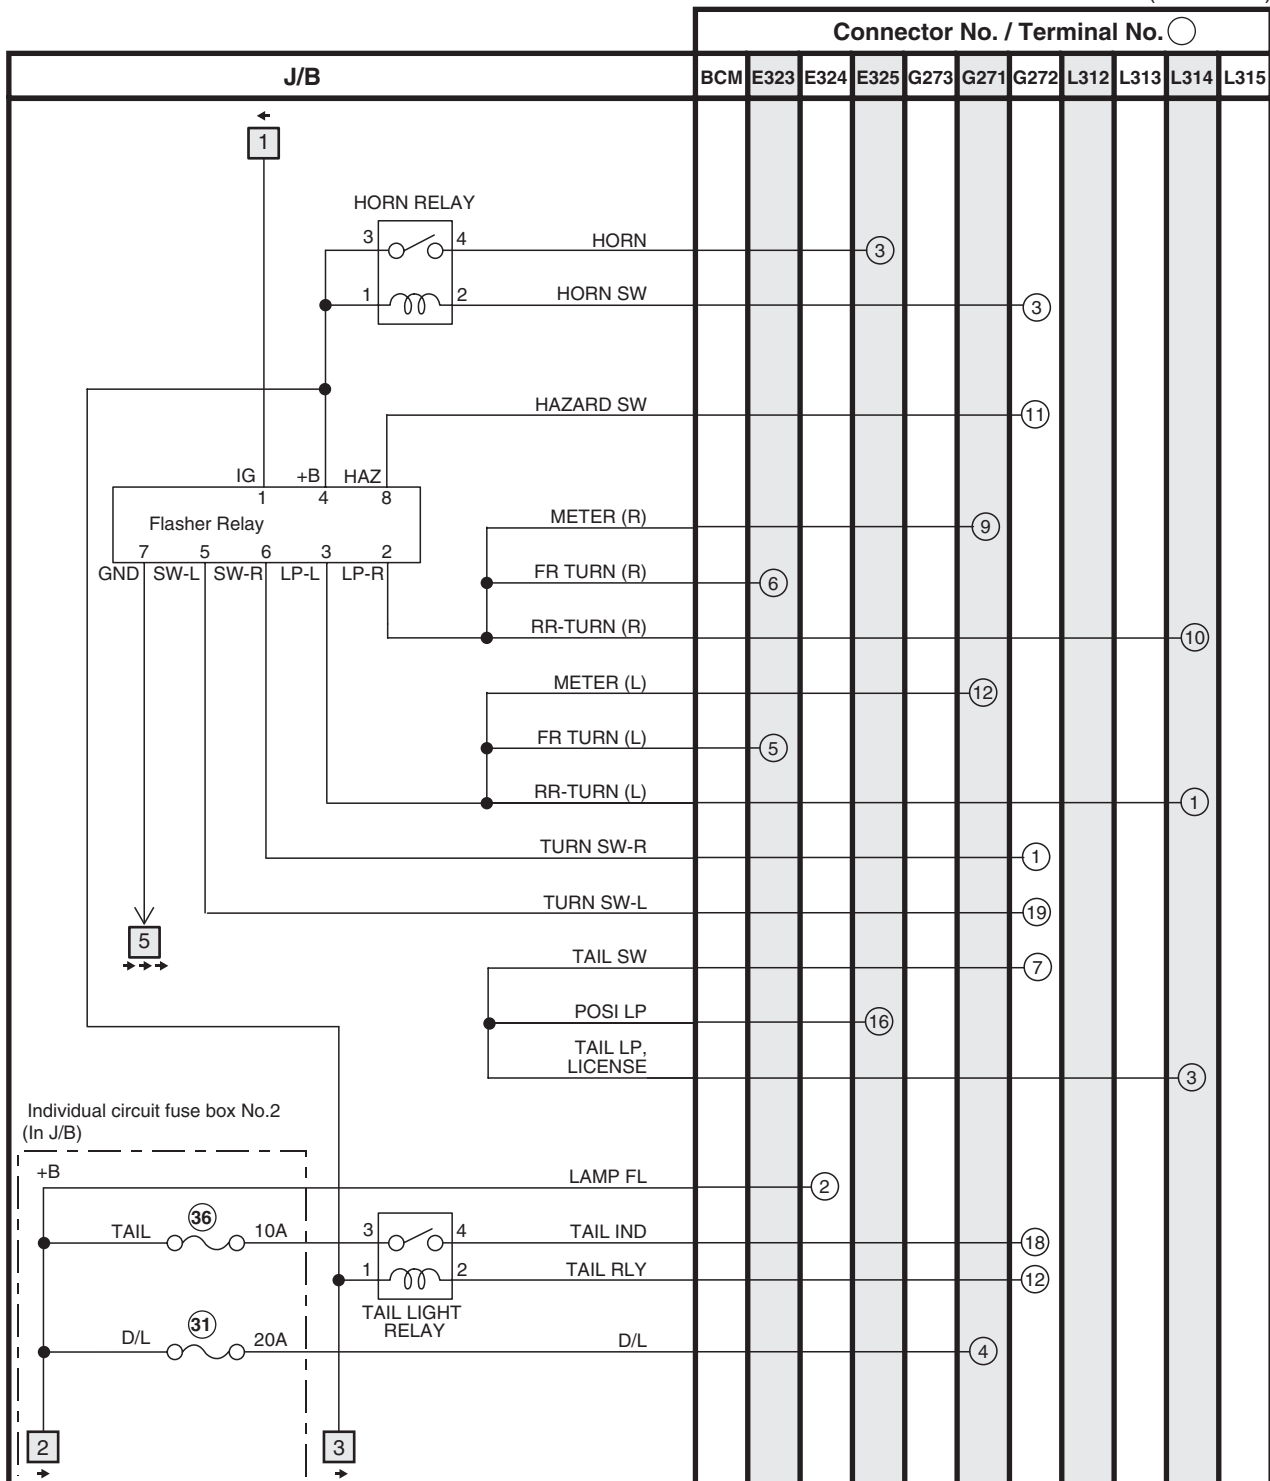 Connector No. / Terminal No.
J/B
BCM E323 E324 E325 G273 G271 G272 L312 L313 L314 L315
1
HORN RELAY
3 4 HORN 3
1 2 HORN SW 3
HAZARD SW 11
IG +B HAZ
1 4 8
Flasher Relay
METER (R) 9
7 5 6 3 2
GND SW-L SW-R LP-L LP-R
FR TURN (R) 6
RR-TURN (R) 10
METER (L) 12
FR TURN (L) 5
RR-TURN (L) 1
TURN SW-R 1
TURN SW-L 19
5
TAIL SW 7
POSI LP 16
TAIL LP,
LICENSE 3
Individual circuit fuse box No.2
(In J/B)
+B
LAMP FL 2
TAIL 36 10A 3 4 TAIL IND 18
1 2 TAIL RLY 12
TAIL LIGHT
RELAY
D/L 31 20A D/L 4
2 3